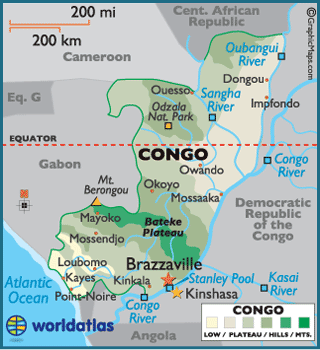 200 mi
200 km
Cent. African
Republic
© GraphicMaps.com
Cameroon
Oubangui
River
Dongou
Ouesso
Eq. G
Sangha
River
Impfondo
Odzala
Nat. Park
EQUATOR
CONGO
Congo
River
Gabon
Owando
Mt.
Berongou
Okoyo
Mossaaka
Democratic
Republic
of the
Congo
Mayoko
Bateke
Plateau
Mossendjo
Loubomo
Brazzaville
Kayes
Kinkala
Stanley Pool
Kasai
River
Atlantic
Ocean
Point-Noire
Kinshasa
Congo
River
CONGO
LOW / PLATEAU / HILLS / MTS.
worldatlas
Angola